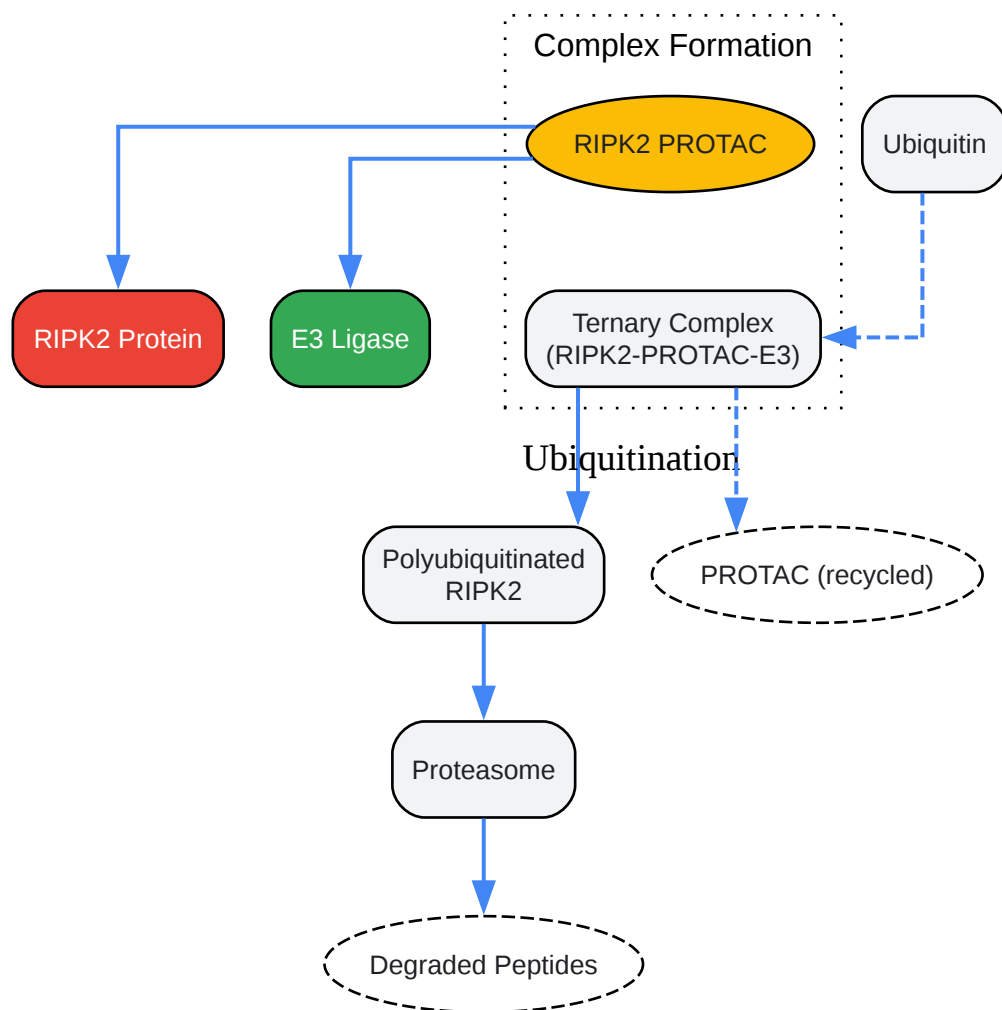 Complex Formation
RIPK2 PROTAC
Ubiquitin
RIPK2 Protein
E3 Ligase
Ternary Complex
(RIPK2-PROTAC-E3)
Ubiquitination
Polyubiquitinated
RIPK2
PROTAC (recycled)
Proteasome
Degraded Peptides